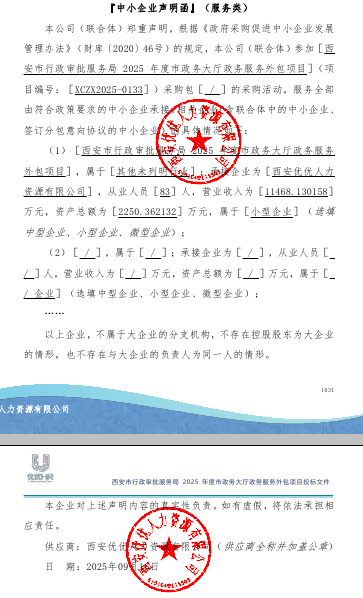 『中小企业声明函』（服务类）
本公司（联合体）郑重声明，根据《政府采购促进中小企业发展
管理办法》（财库〔2020〕46号）的规定，本公司（联合体）参加［西
安市行政审批服务局 2025 年度市政务大厅政务服务外包项目］（项
目编号：［XCZX2025-0133］）采购包［ / ］的采购活动，服务全部
由符合政策要求的中小企业承接。相关企业（含联合体中的中小企业、
签订分包意向协议的中小企业）的具体情况如下：
（1）［西安市行政审批服务局 2025 年度市政务大厅政务服务
外包项目］，属于［其他未列明行业］；承接企业为［西安优优人力
资源有限公司］，从业人员［83］人，营业收入为［11468.130158］
万元，资产总额为［2250.362132］万元，属于［小型企业］（选填
中型企业、小型企业、微型企业）；
（2）［ / ］，属于［ / ］；承接企业为［ / ］，从业人员［
/ ］人，营业收入为［ / ］万元，资产总额为［ / ］万元，属于［
/ 企业］（选填中型企业、小型企业、微型企业）；
……
以上企业，不属于大企业的分支机构，不存在控股股东为大企业
的情形，也不存在与大企业的负责人为同一人的情形。
1631
人力资源有限公司
优优HR
西安市行政审批服务局 2025 年度市政务大厅政务服务外包项目投标文件
本企业对上述声明内容的真实性负责。如有虚假，将依法承担相
应责任。
供应商：西安优优人力资源有限公司（供应商全称并加盖公章）
日 期：2025年09月 日